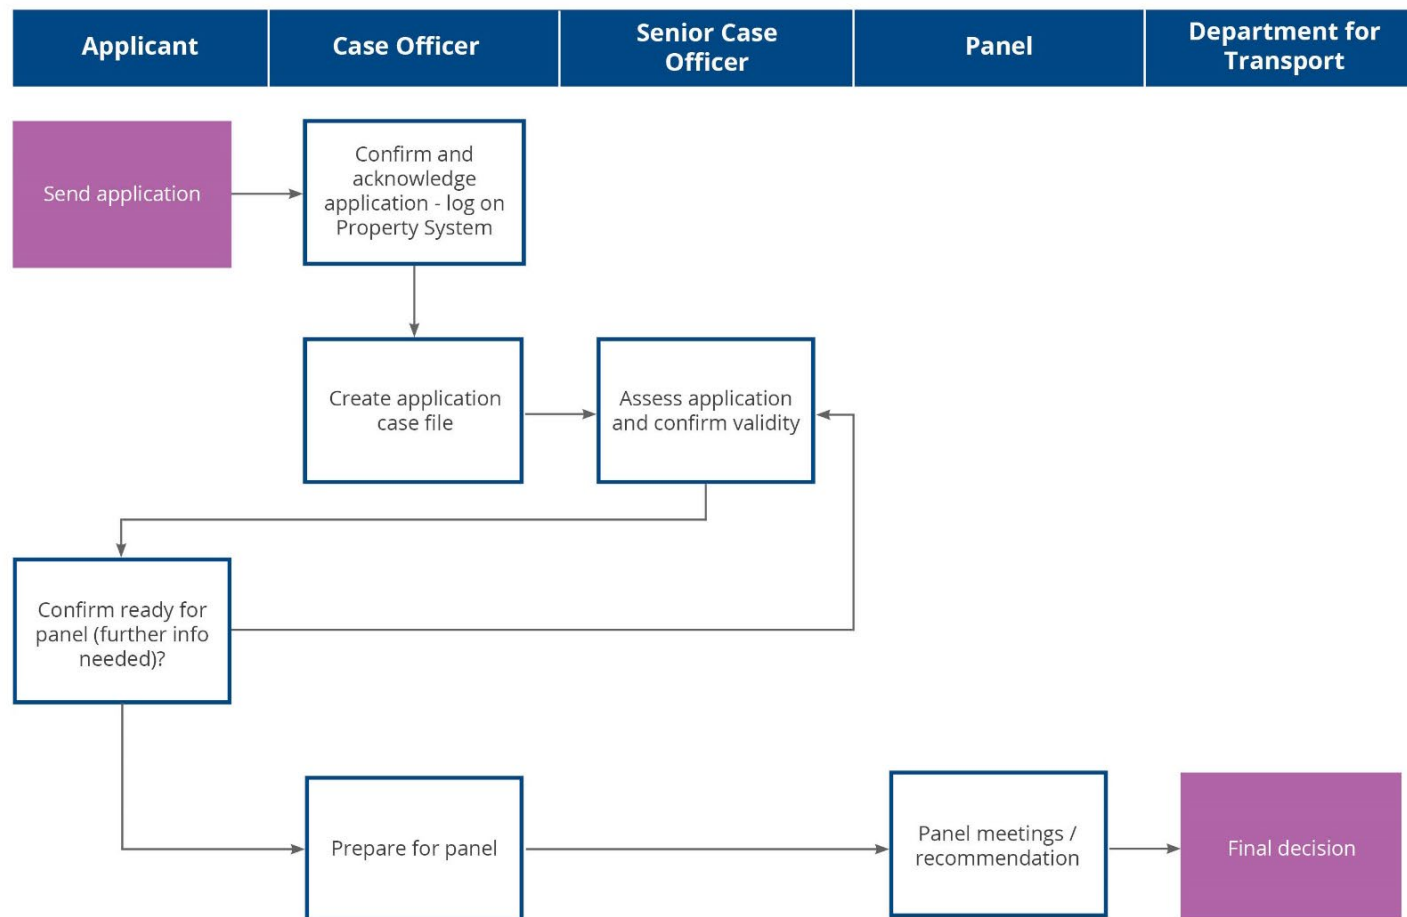 Applicant
Case Officer
Senior Case
Officer
Panel
Department for
Transport
Send application
Confirm and
acknowledge
application - log on
Property System
Create application
case file
Assess application
and confirm validity
Confirm ready for
panel (further info
needed)?
Prepare for panel
Panel meetings /
recommendation
Final decision